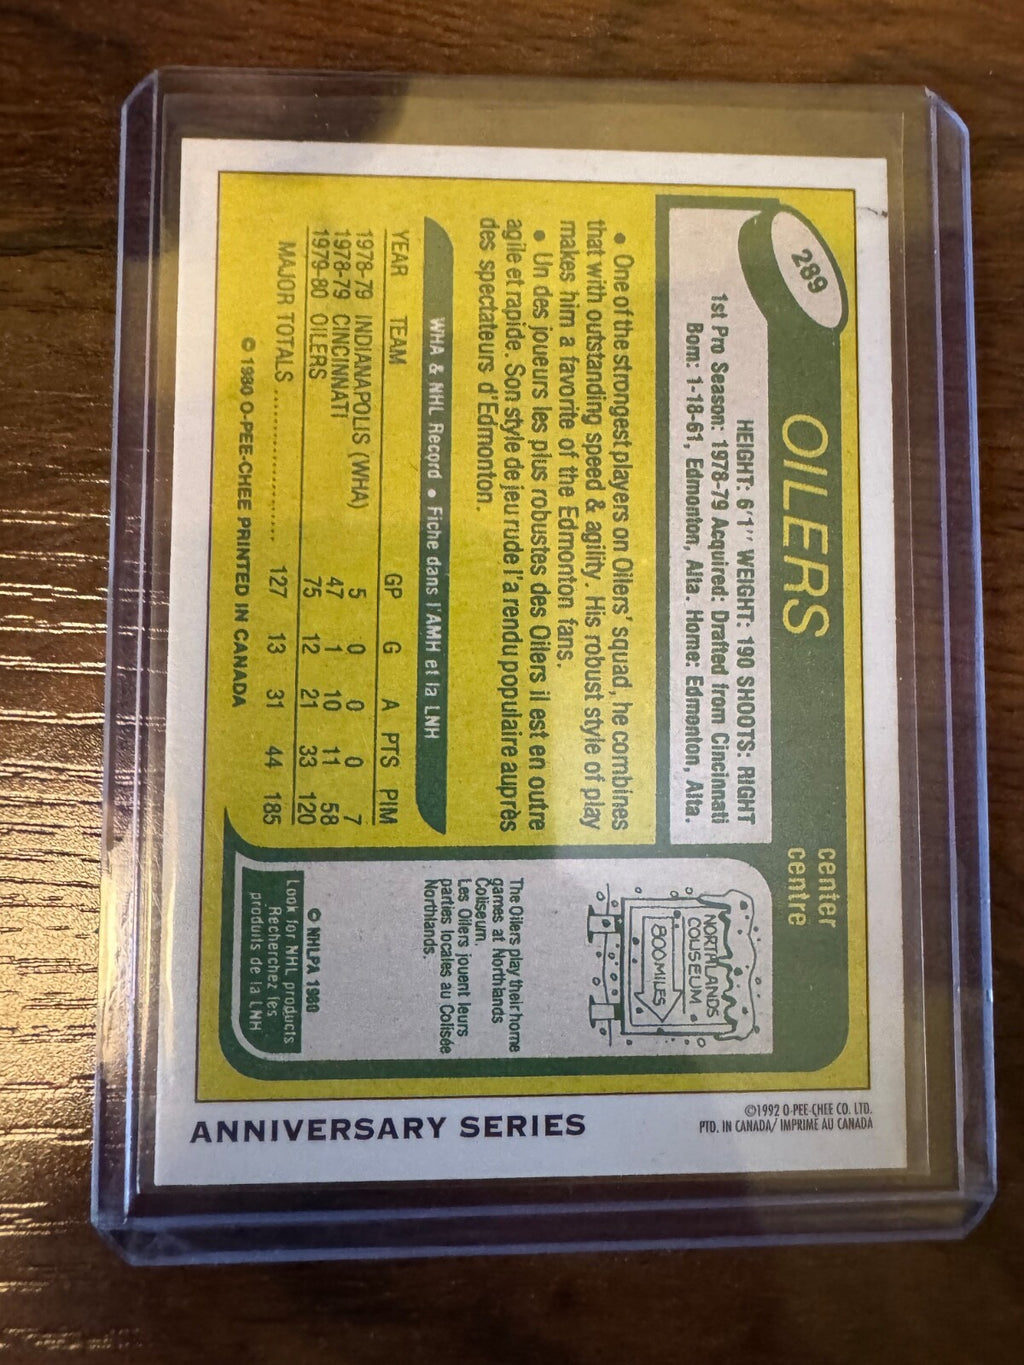 289
OILERS
center
centre
HEIGHT: 6'1'' WEIGHT: 190 SHOOTS: RIGHT
1st Pro Season: 1978-79 Acquired: Drafted from Cincinnati
Born: 1-18-61, Edmonton, Alta. Home: Edmonton, Alta.
• One of the strongest players on Oilers' squad, he combines
that with outstanding speed & agility. His robust style of play
makes him a favorite of the Edmonton fans.
• Un des joueurs les plus robustes des Oilers il est en outre
agile et rapide. Son style de jeu rude l'a rendu populaire auprès
des spectateurs d'Edmonton.
WHA & NHL Record • Fiche dans l'AMH et la LNH
YEAR TEAM GP G A PTS PIM
1978-79 INDIANAPOLIS (WHA) 5 0 0 0 7
1978-79 CINCINNATI 47 1 10 11 58
1979-80 OILERS 75 12 21 33 120
MAJOR TOTALS .................... 127 13 31 44 185
© 1980 O-PEE-CHEE PRINTED IN CANADA
NORTHLANDS
COLISEUM
800 MILES
The Oilers play their home
games at Northlands
Coliseum.
Les Oilers jouent leurs
parties locales au Colisée
Northlands.
© NHLPA 1980
Look for NHL products
Recherchez les
produits de la LNH
ANNIVERSARY SERIES
©1992 O-PEE-CHEE CO. LTD.
PTD. IN CANADA/ IMPRIMÉ AU CANADA